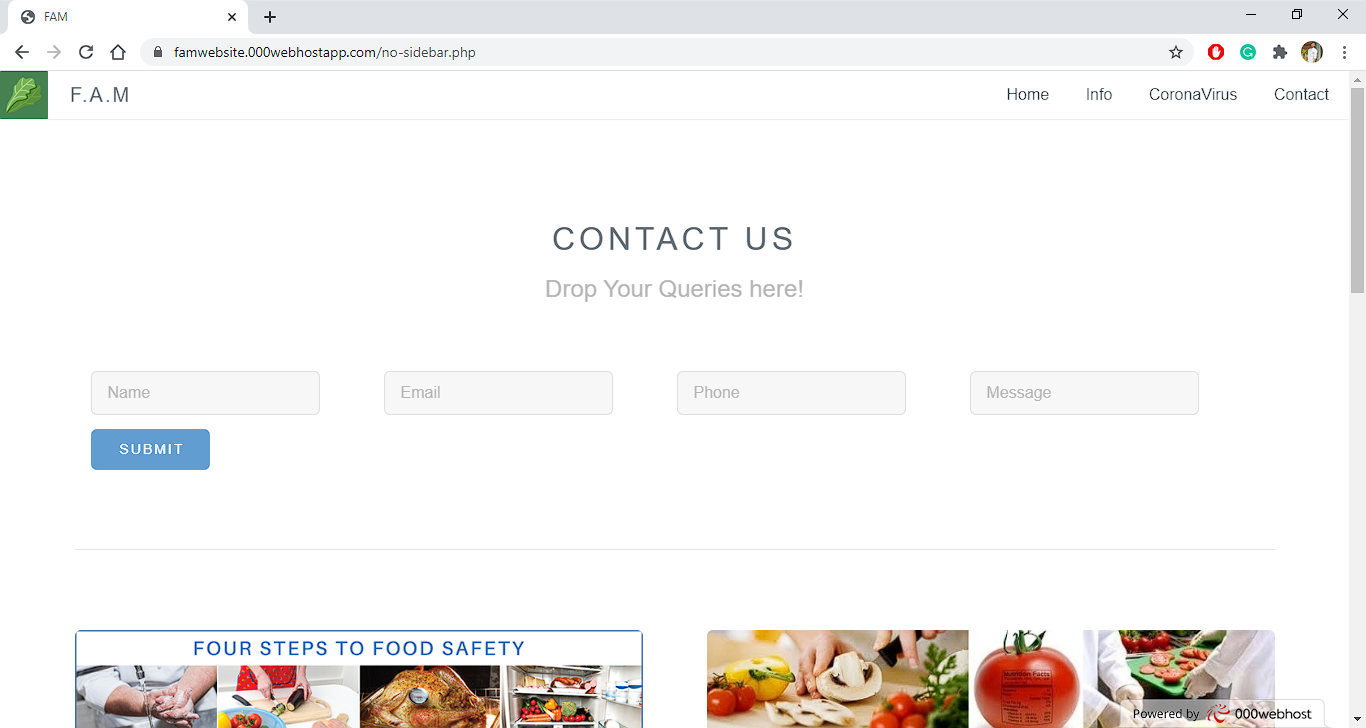 FAM
famwebsite.000webhostapp.com/no-sidebar.php
F.A.M
Home Info CoronaVirus Contact
CONTACT US
Drop Your Queries here!
Name Email Phone Message
SUBMIT
FOUR STEPS TO FOOD SAFETY
Nutrition Facts
Powered by 000webhost